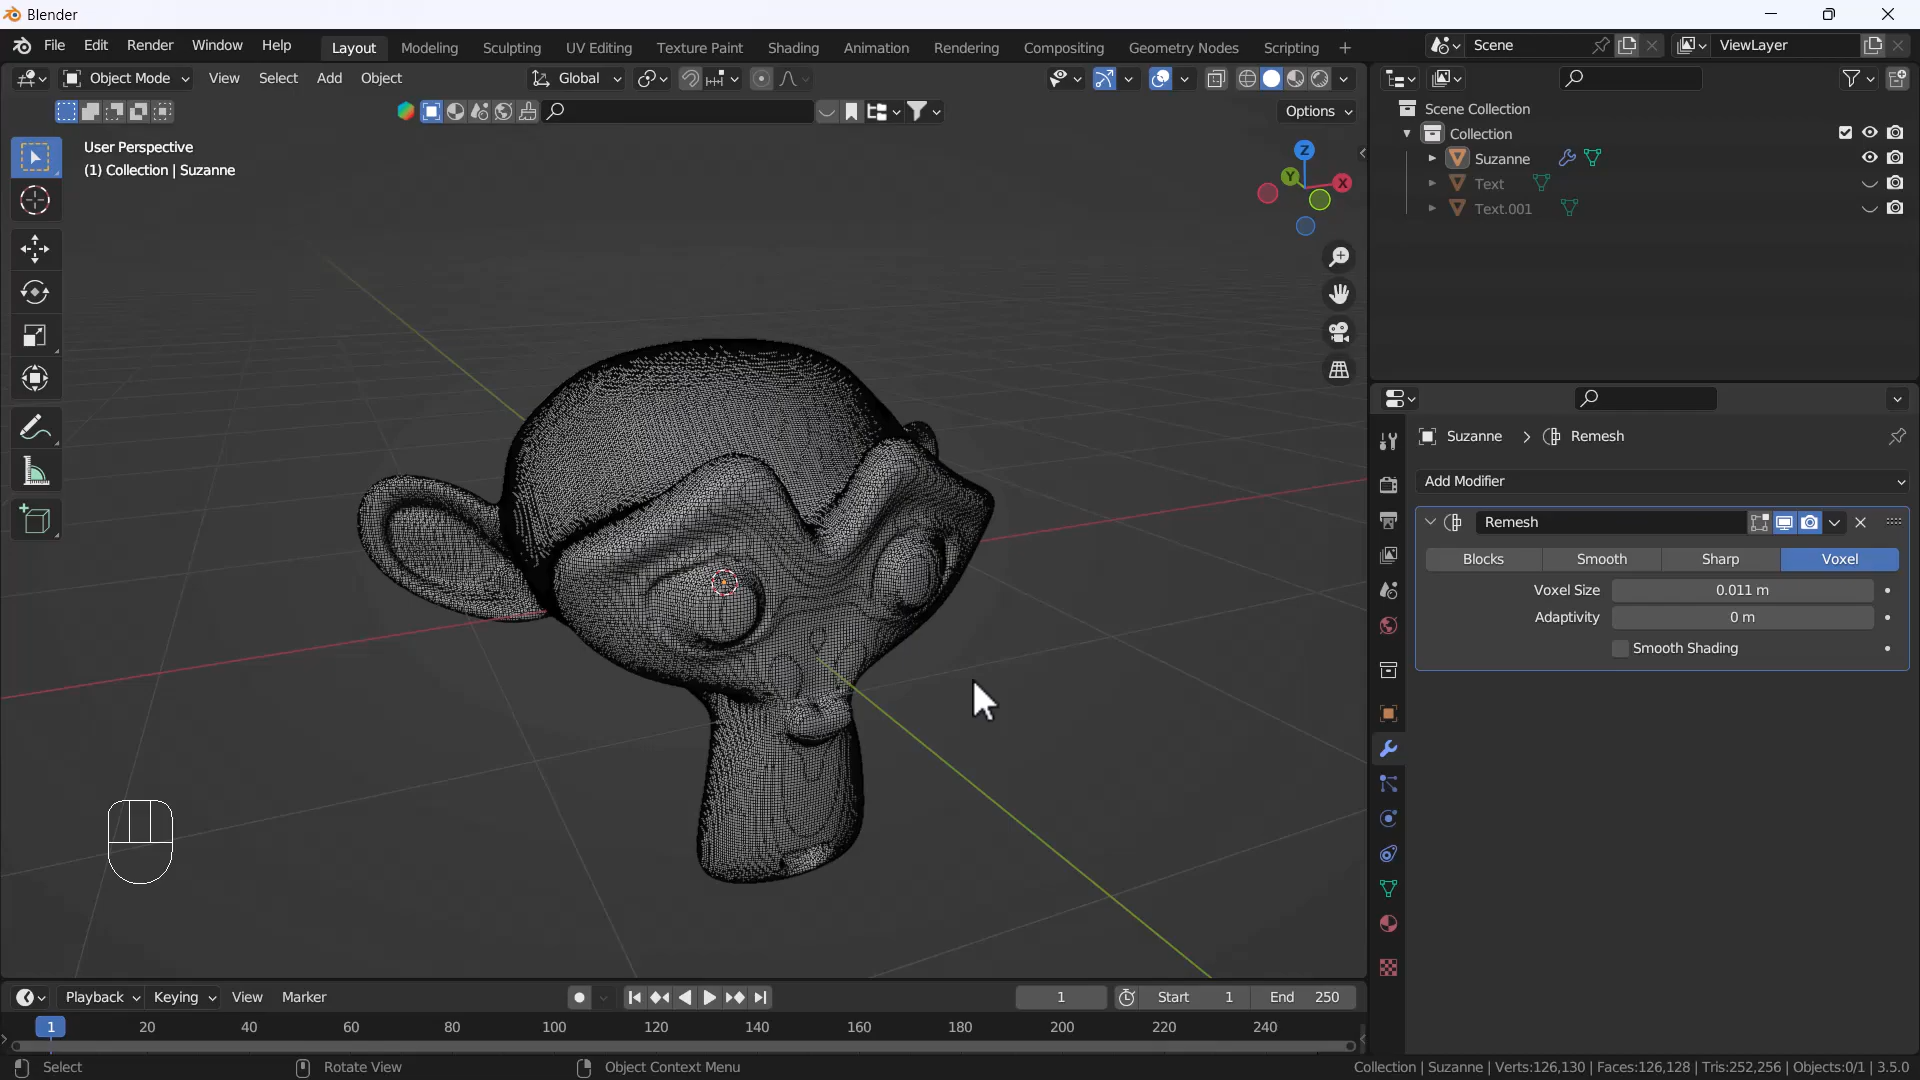 Blender
File Edit Render Window Help Layout Modeling Sculpting UV Editing Texture Paint Shading Animation Rendering Compositing Geometry Nodes Scripting + Scene ViewLayer
Object Mode View Select Add Object Global
Options
User Perspective
(1) Collection | Suzanne
Z
Y
X
Scene Collection
Collection
Suzanne
Text
Text.001
Suzanne > Remesh
Add Modifier
Remesh
Blocks Smooth Sharp Voxel
Voxel Size 0.011 m
Adaptivity 0 m
Smooth Shading
Playback Keying View Marker 1 Start 1 End 250
1 20 40 60 80 100 120 140 160 180 200 220 240
Select Rotate View Object Context Menu Collection | Suzanne | Verts:126,130 | Faces:126,128 | Tris:252,256 | Objects:0/1 | 3.5.0